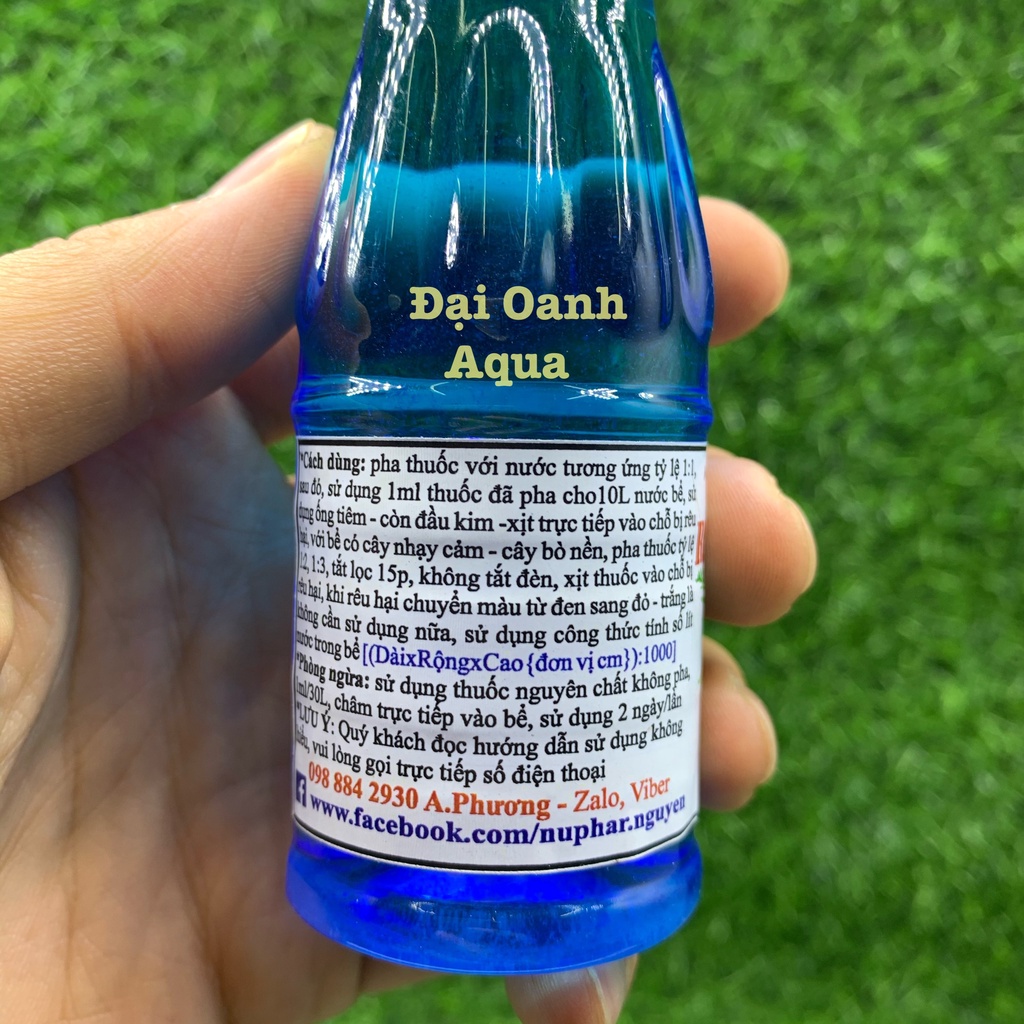 Đại Oanh
Aqua
*Cách dùng: pha thuốc với nước tương ứng tỷ lệ 1:1,
sau đó, sử dụng 1ml thuốc đã pha cho10L nước bể, sử
dụng ống tiêm - còn đầu kim -xịt trực tiếp vào chỗ bị rêu
hại, với bể có cây nhạy cảm - cây bò nền, pha thuốc tỷ lệ
1:2, 1:3, tắt lọc 15p, không tắt đèn, xịt thuốc vào chỗ bị
rêu hại, khi rêu hại chuyển màu từ đen sang đỏ - trắng là
không cần sử dụng nữa, sử dụng công thức tính số lít
nước trong bể [(DàixRộngxCao{đơn vị cm}):1000]
*Phòng ngừa: sử dụng thuốc nguyên chất không pha,
1ml/30L, châm trực tiếp vào bể, sử dụng 2 ngày/lần
*LƯU Ý: Quý khách đọc hướng dẫn sử dụng không
hiểu, vui lòng gọi trực tiếp số điện thoại
098 884 2930 A.Phương - Zalo, Viber
www.facebook.com/nuphar.nguyen